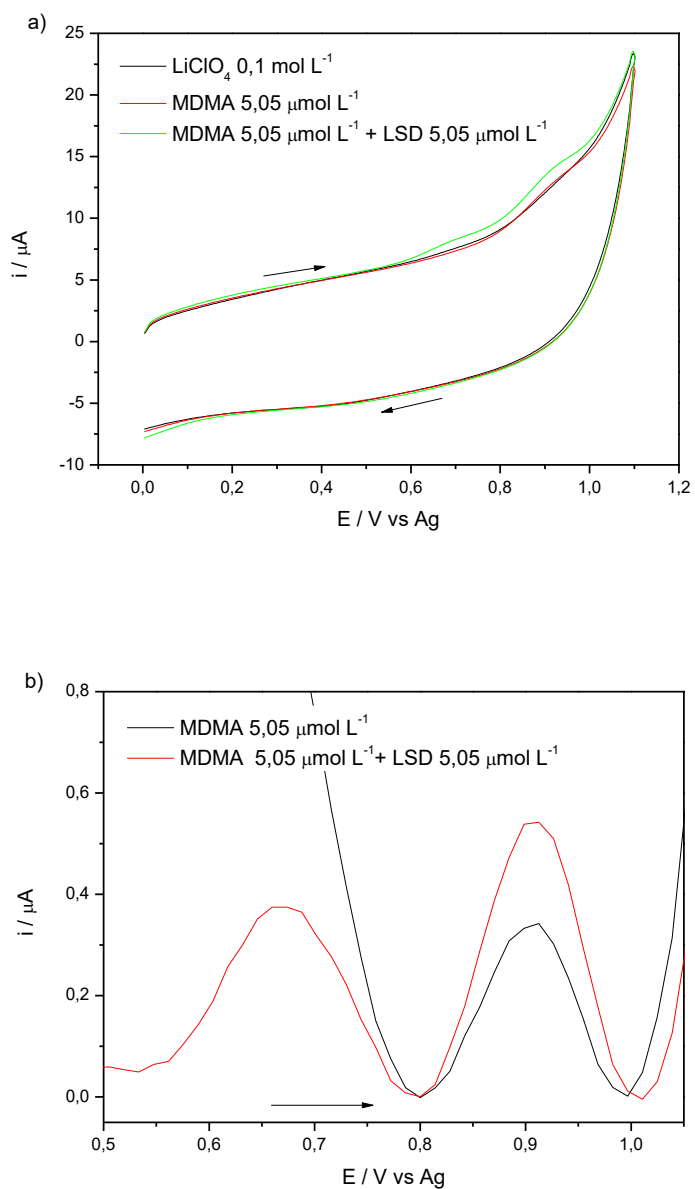 a)
25
20
15
10
5
0
-5
-10
i / μA
LiClO₄ 0,1 mol L⁻¹
MDMA 5,05 μmol L⁻¹
MDMA 5,05 μmol L⁻¹ + LSD 5,05 μmol L⁻¹
0,0 0,2 0,4 0,6 0,8 1,0 1,2
E / V vs Ag
b)
0,8
0,6
0,4
0,2
0,0
i / μA
MDMA 5,05 μmol L⁻¹
MDMA  5,05 μmol L⁻¹+ LSD 5,05 μmol L⁻¹
0,5 0,6 0,7 0,8 0,9 1,0
E / V vs Ag